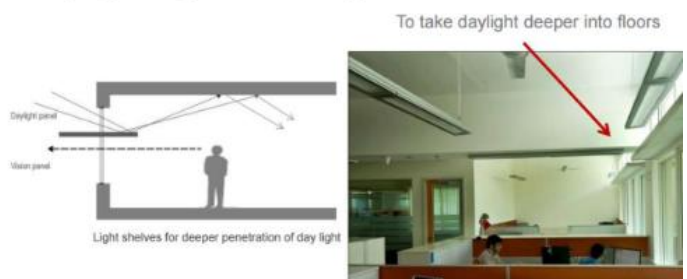 To take daylight deeper into floors
Daylight panel
Vision panel
Light shelves for deeper penetration of day light